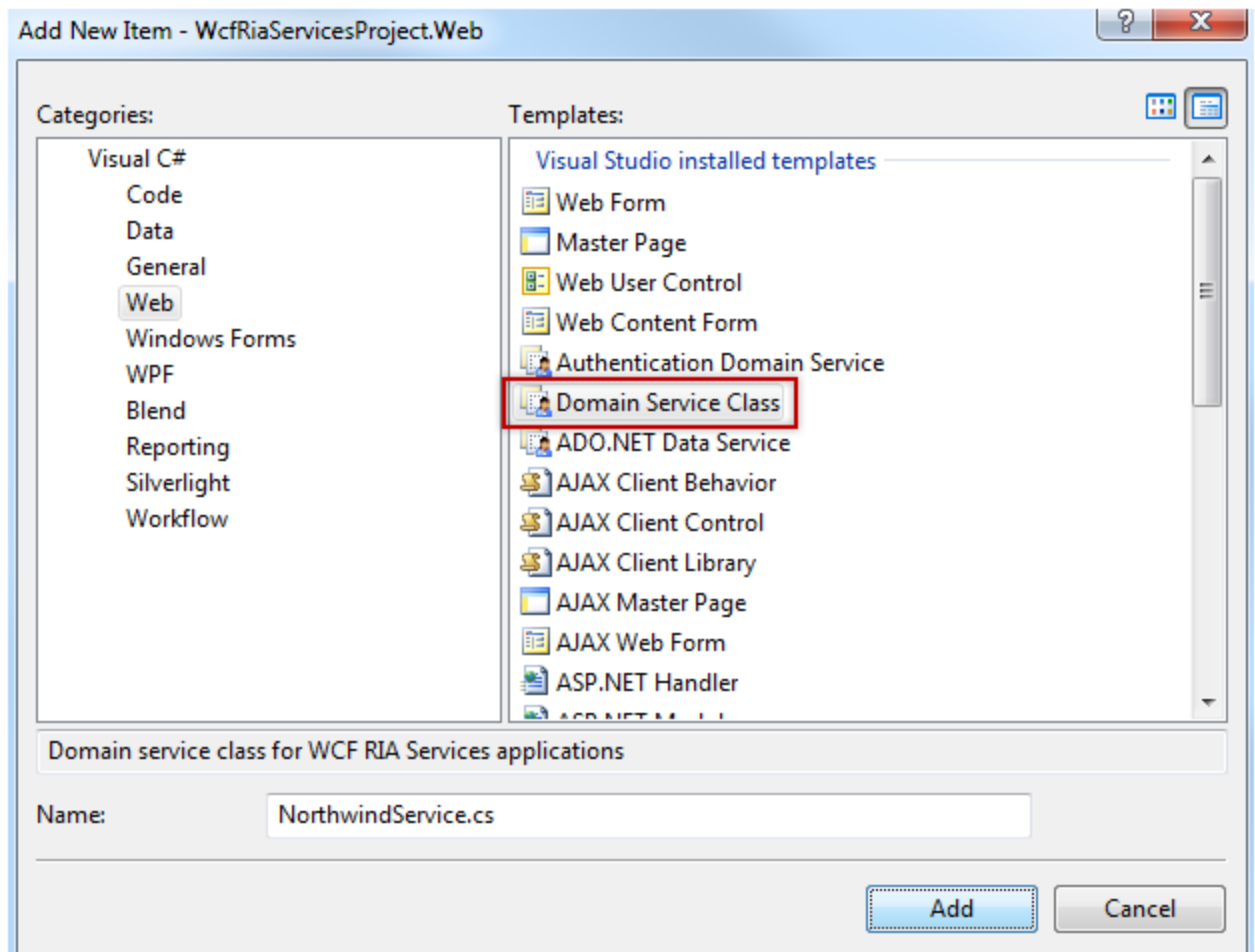 Add New Item - WcfRiaServicesProject.Web
Categories:
Templates:
Visual C#
Code
Data
General
Web
Windows Forms
WPF
Blend
Reporting
Silverlight
Workflow
Visual Studio installed templates
Web Form
Master Page
Web User Control
Web Content Form
Authentication Domain Service
Domain Service Class
ADO.NET Data Service
AJAX Client Behavior
AJAX Client Control
AJAX Client Library
AJAX Master Page
AJAX Web Form
ASP.NET Handler
Domain service class for WCF RIA Services applications
Name:
NorthwindService.cs
Add
Cancel